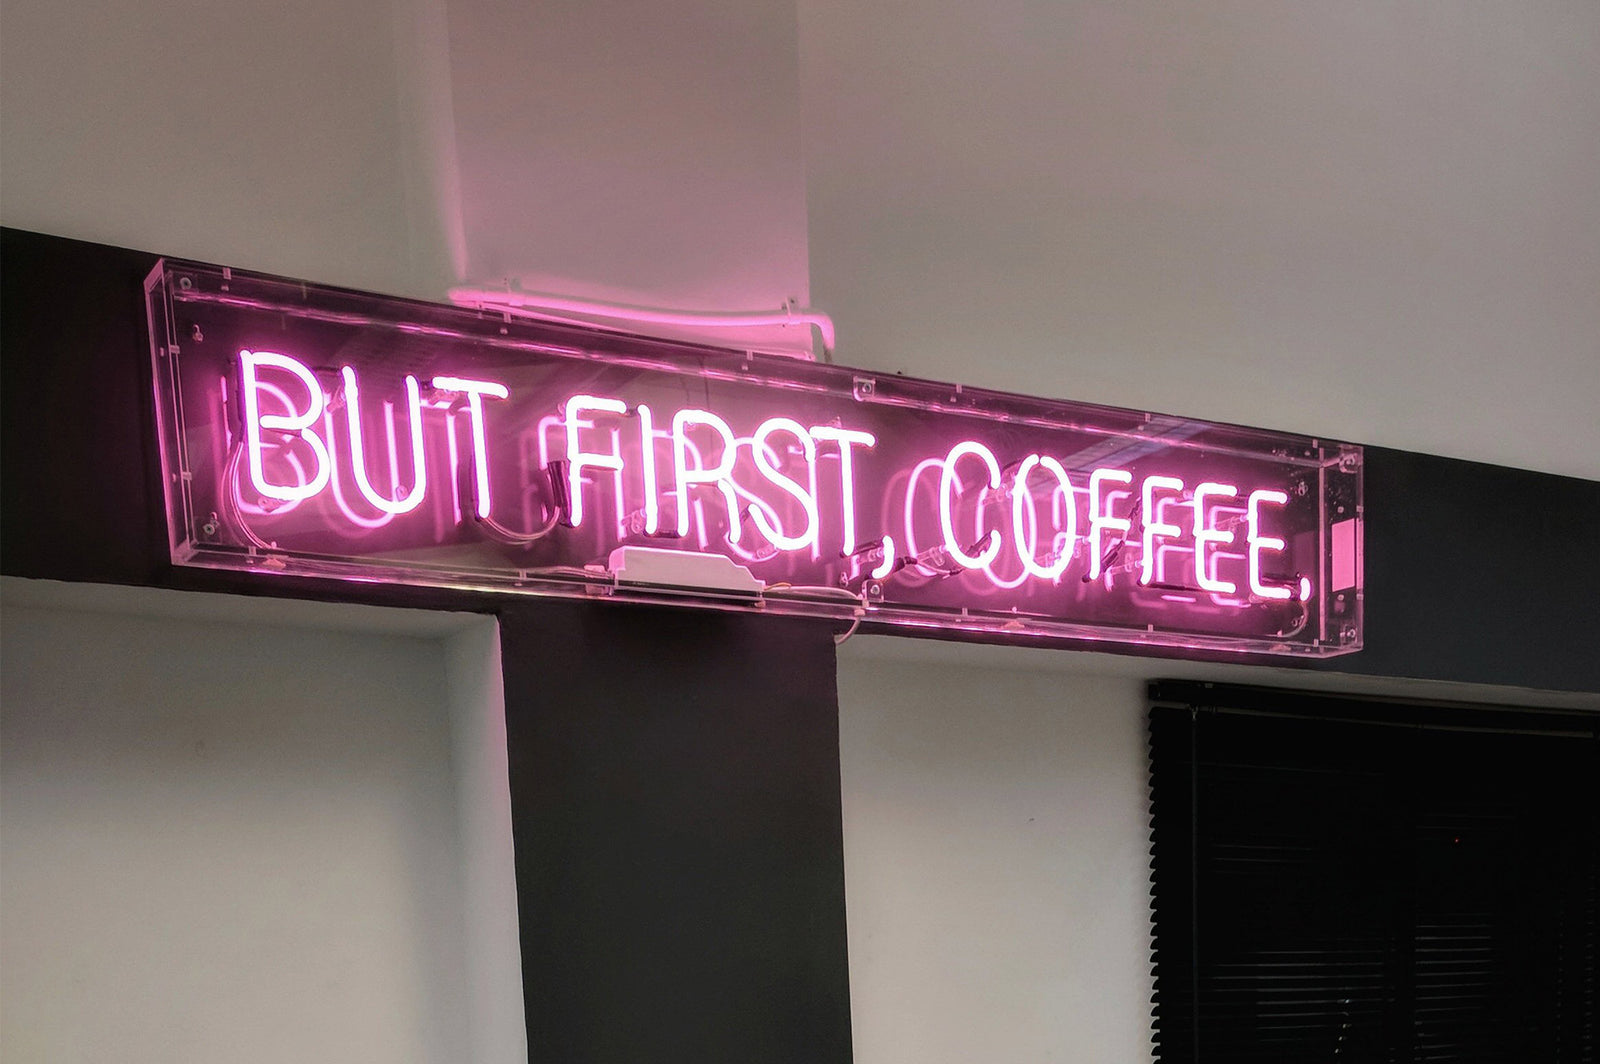 BUT FIRST, COFFEE,